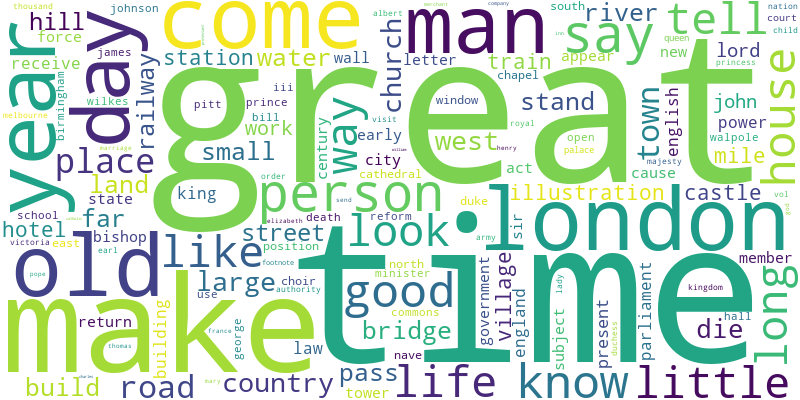 thousand johnson come man say river south company nation
hill force year day james railway station water wall church letter train appear tell new lord queen court child princess
receive birmingham wilkes pitt prince iii bill great window chapel stand royal open palace town english john power walpole house
melbourne marriage place small work century way early visit city cathedral west william henry act majesty cause mile
land state king order person duke illustration castle vol god
school far hotel bishop street elizabeth death reform look army sir london
victoria east earl old like position send minister north government village england subject lady parliament member
pope large footnote choir authority good commons kingdom long
make use time present hall
return building france george law bridge nave duchess die
thomas
build charles road mary country tower pass life know little